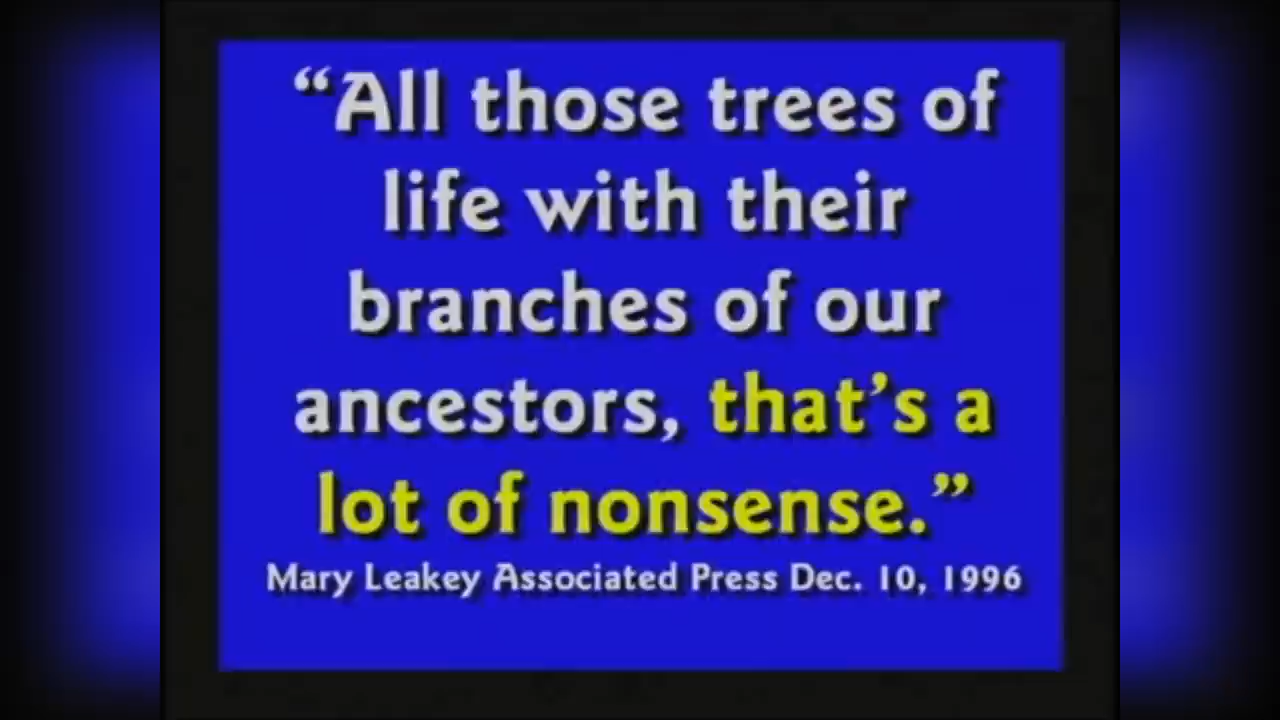 “All those trees of
life with their
branches of our
ancestors, that’s a
lot of nonsense.”
Mary Leakey Associated Press Dec. 10, 1996